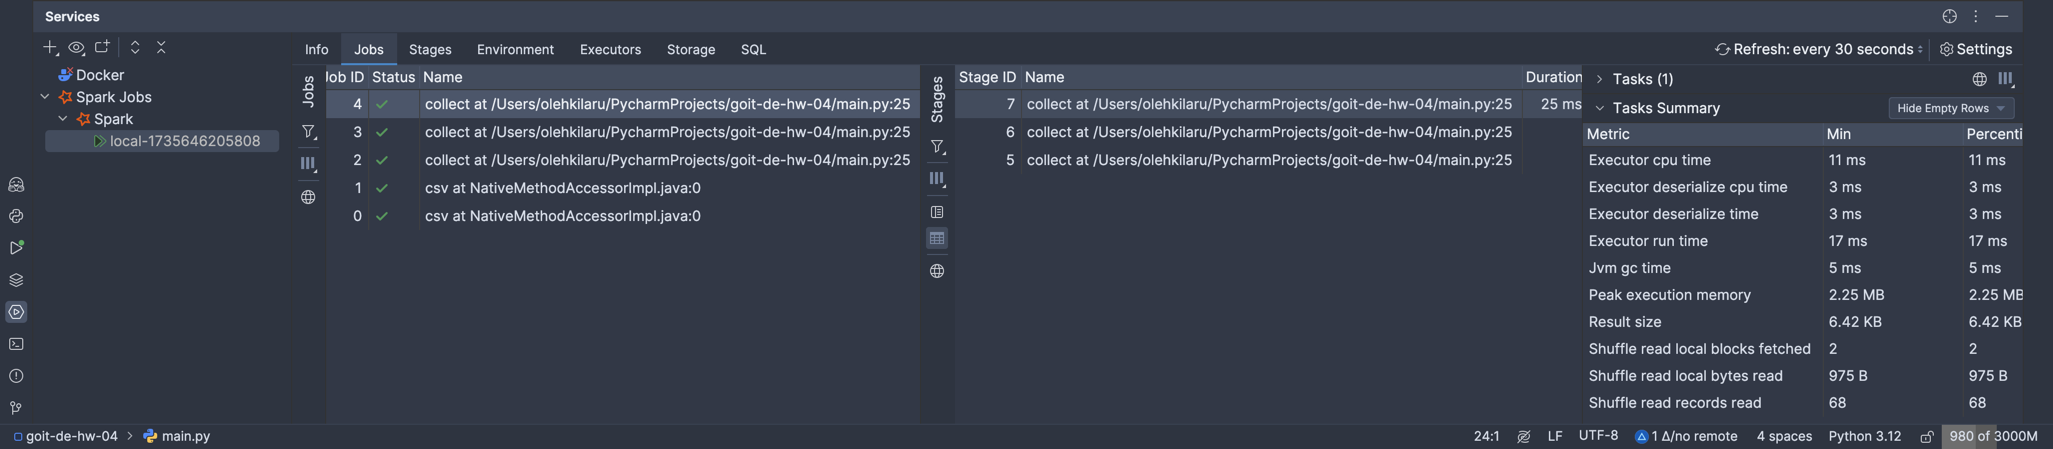 Services
Info Jobs Stages Environment Executors Storage SQL
Refresh: every 30 seconds Settings
Docker
Spark Jobs
Spark
local-1735646205808
Jobs
Job ID Status Name
4 collect at /Users/olehkilaru/PycharmProjects/goit-de-hw-04/main.py:25
3 collect at /Users/olehkilaru/PycharmProjects/goit-de-hw-04/main.py:25
2 collect at /Users/olehkilaru/PycharmProjects/goit-de-hw-04/main.py:25
1 csv at NativeMethodAccessorImpl.java:0
0 csv at NativeMethodAccessorImpl.java:0
Stages
Stage ID Name Duration
7 collect at /Users/olehkilaru/PycharmProjects/goit-de-hw-04/main.py:25 25 ms
6 collect at /Users/olehkilaru/PycharmProjects/goit-de-hw-04/main.py:25
5 collect at /Users/olehkilaru/PycharmProjects/goit-de-hw-04/main.py:25
Tasks (1)
Tasks Summary Hide Empty Rows
Metric Min Percenti
Executor cpu time 11 ms 11 ms
Executor deserialize cpu time 3 ms 3 ms
Executor deserialize time 3 ms 3 ms
Executor run time 17 ms 17 ms
Jvm gc time 5 ms 5 ms
Peak execution memory 2.25 MB 2.25 MB
Result size 6.42 KB 6.42 KB
Shuffle read local blocks fetched 2 2
Shuffle read local bytes read 975 B 975 B
Shuffle read records read 68 68
goit-de-hw-04 > main.py
24:1 LF UTF-8 1 Δ/no remote 4 spaces Python 3.12 980 of 3000M